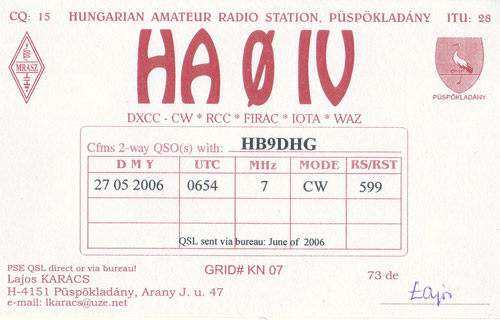 CQ: 15 HUNGARIAN AMATEUR RADIO STATION, PÜSPÖKLADÁNY ITU: 28
MRASZ
HA Ø IV
PÜSPÖKLADÁNY
DXCC - CW * RCC * FIRAC * IOTA * WAZ
Cfms 2-way QSO(s) with: HB9DHG
D M Y UTC MHz MODE RS/RST
27 05 2006 0654 7 CW 599
QSL sent via bureau: June of 2006
PSE QSL direct or via bureau! GRID# KN 07 73 de
Lajos KARACS
H-4151 Püspökladány, Arany J. u. 47
e-mail: lkaracs@uze.net
Lajos